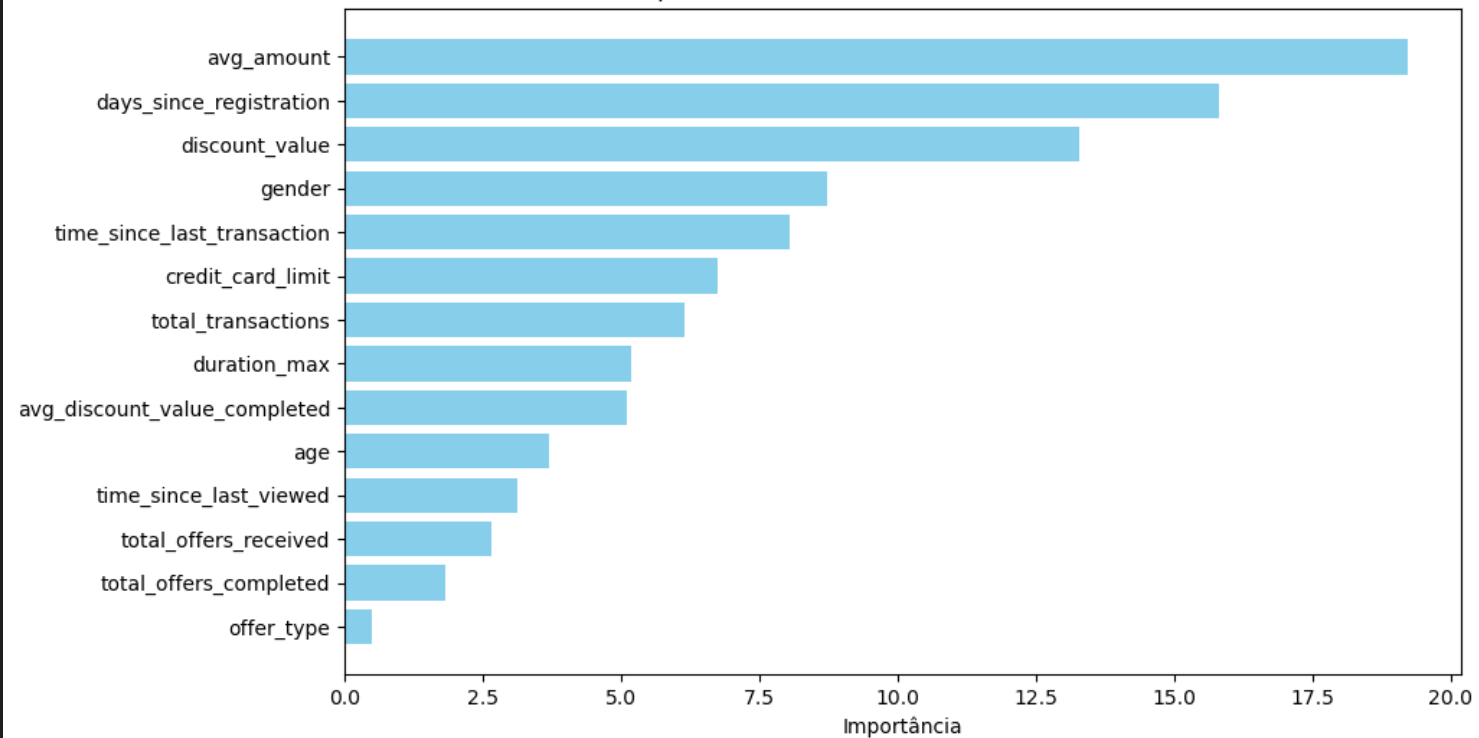 avg_amount
days_since_registration
discount_value
gender
time_since_last_transaction
credit_card_limit
total_transactions
duration_max
avg_discount_value_completed
age
time_since_last_viewed
total_offers_received
total_offers_completed
offer_type
0.0 2.5 5.0 7.5 10.0 12.5 15.0 17.5 20.0
Importância